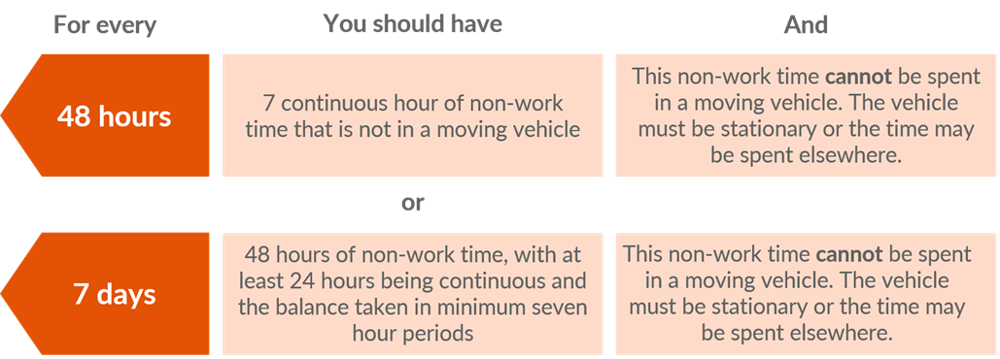 For every
You should have
And
48 hours
7 continuous hour of non-work
time that is not in a moving vehicle
This non-work time cannot be spent
in a moving vehicle. The vehicle
must be stationary or the time may
be spent elsewhere.
or
7 days
48 hours of non-work time, with at
least 24 hours being continuous and
the balance taken in minimum seven
hour periods
This non-work time cannot be spent
in a moving vehicle. The vehicle
must be stationary or the time may
be spent elsewhere.